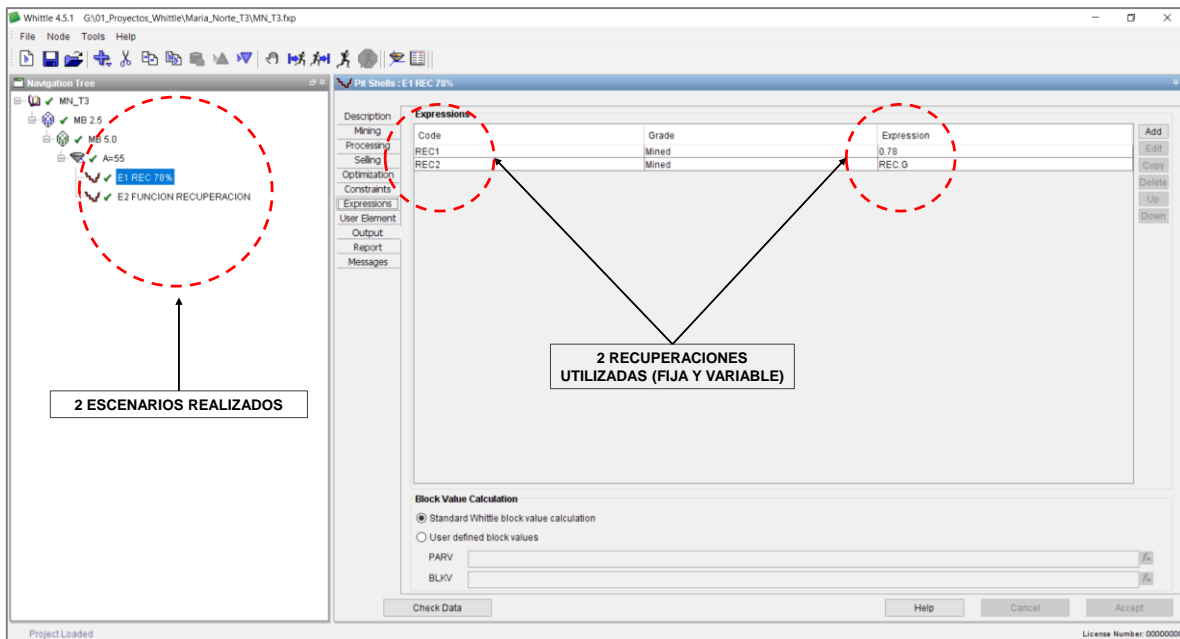 Whittle 4.5.1 G:\01_Proyectos_Whittle\Maria_Norte_T3\MN_T3.fxp
File Node Tools Help
Navigation Tree
MN_T3
MB 2.5
MB 5.0
A=55
E1 REC 78%
E2 FUNCION RECUPERACION
2 ESCENARIOS REALIZADOS
Pit Shells : E1 REC 78%
Description
Mining
Processing
Selling
Optimization
Constraints
Expressions
User Element
Output
Report
Messages
Expressions
Code Grade Expression
REC1 Mined 0.78
REC2 Mined REC.G
Add
Edit
Copy
Delete
Up
Down
2 RECUPERACIONES
UTILIZADAS (FIJA Y VARIABLE)
Block Value Calculation
Standard Whittle block value calculation
User defined block values
PARV
BLKV
Check Data Help Cancel Accept
Project Loaded License Number: 0000000